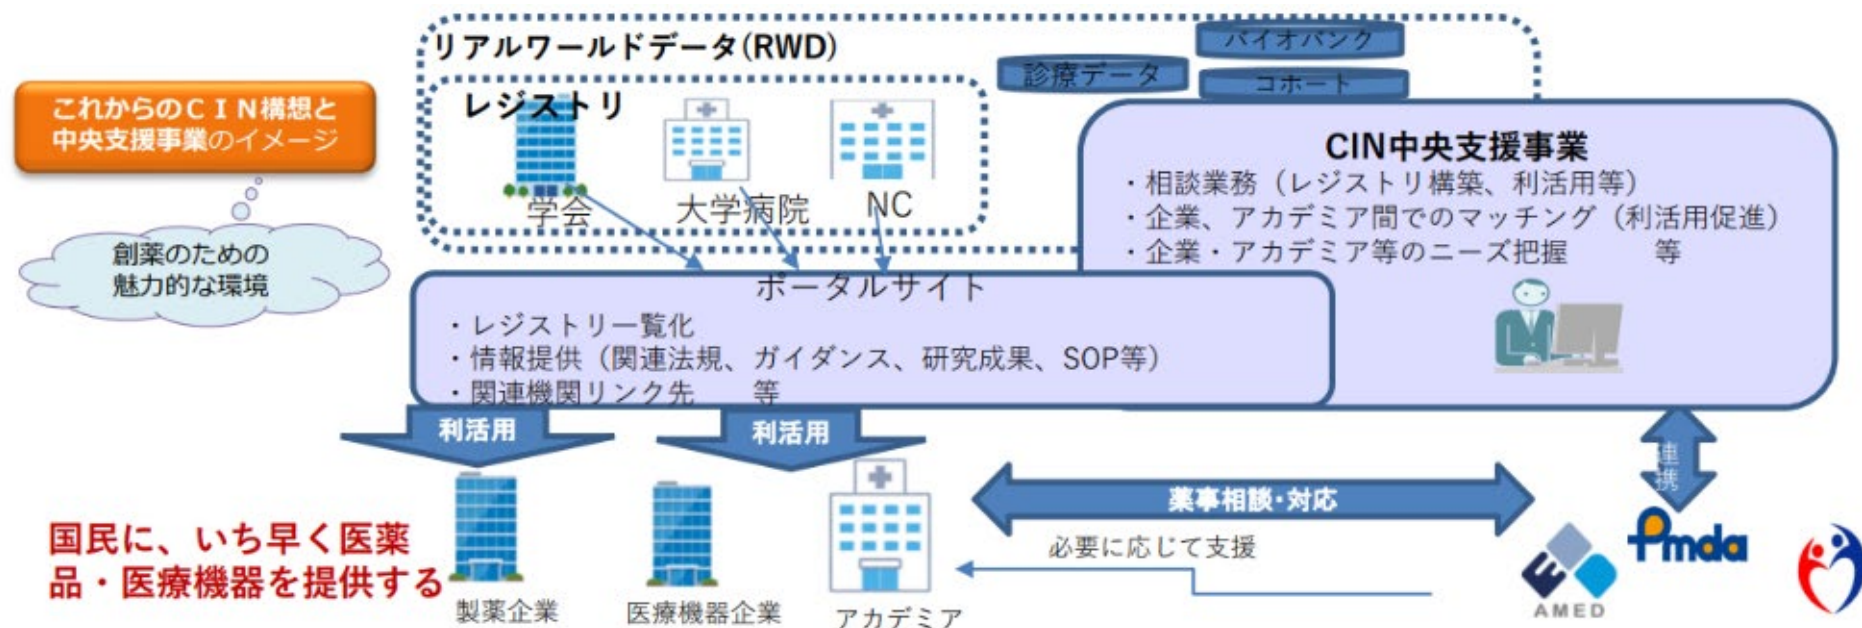 リアルワールドデータ(RWD)
バイオバンク
診療データ
コホート
これからのCIN構想と
中央支援事業のイメージ
レジストリ
学会
大学病院
NC
CIN中央支援事業
・相談業務（レジストリ構築、利活用等）
・企業、アカデミア間でのマッチング（利活用促進）
・企業・アカデミア等のニーズ把握　　　等
創薬のための
魅力的な環境
ポータルサイト
・レジストリ一覧化
・情報提供（関連法規、ガイダンス、研究成果、SOP等）
・関連機関リンク先　　等
利活用
利活用
連携
薬事相談・対応
必要に応じて支援
国民に、いち早く医薬
品・医療機器を提供する
製薬企業
医療機器企業
アカデミア
AMED
Pmda